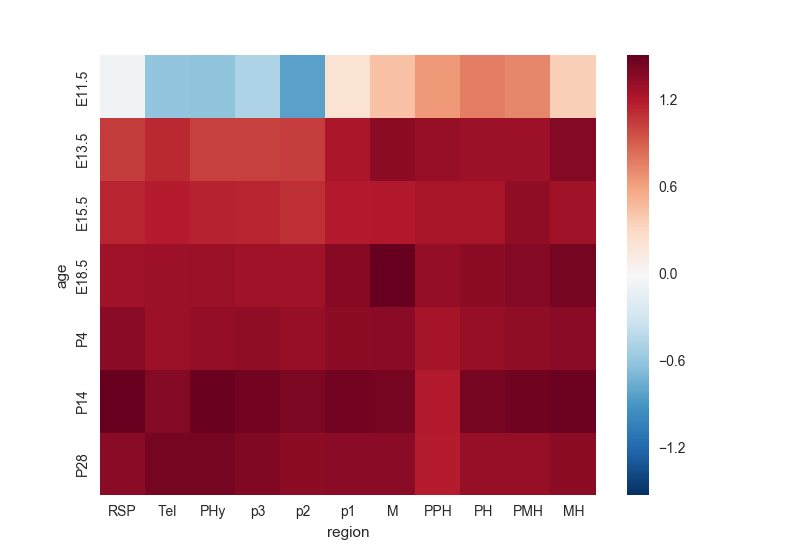 E11.5
E13.5
E15.5
E18.5
P4
P14
P28
age
RSP Tel PHy p3 p2 p1 M PPH PH PMH MH
region
1.2
0.6
0.0
−0.6
−1.2